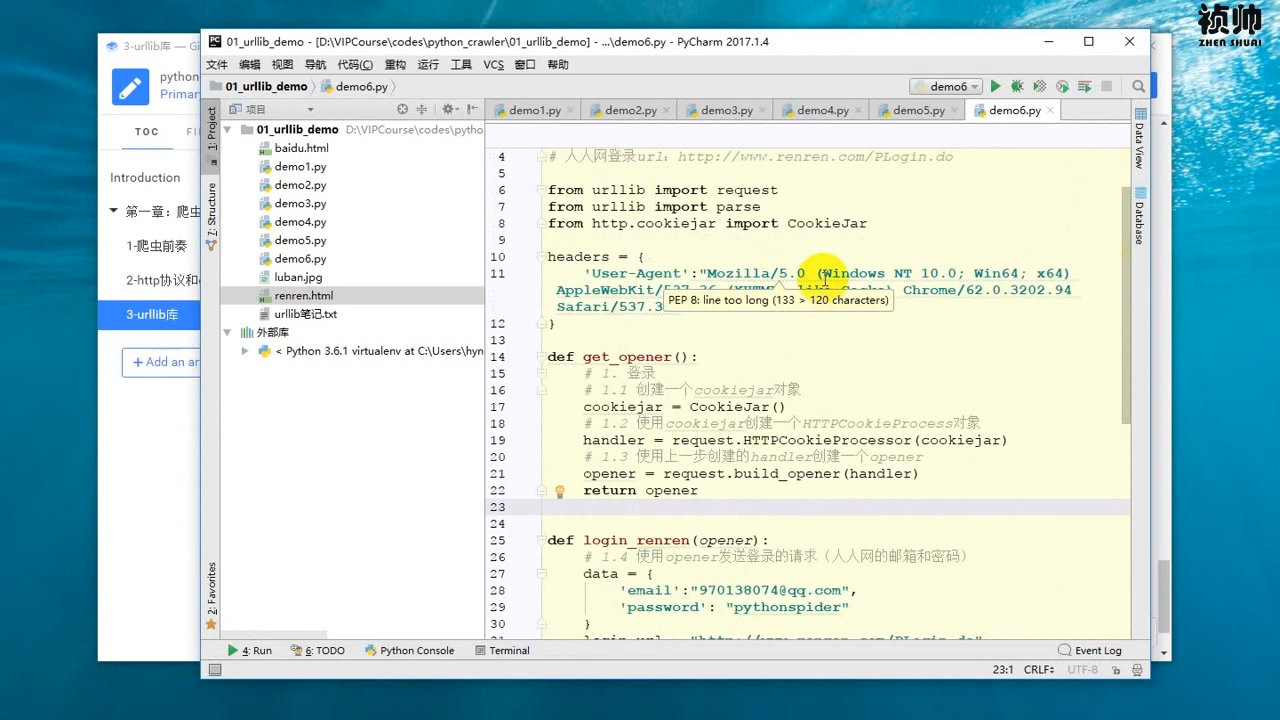 祯帅
ZHEN SHUAI
3-urllib库 — Gi
01_urllib_demo - [D:\VIPCourse\codes\python_crawler\01_urllib_demo] - ...\demo6.py - PyCharm 2017.1.4
文件 编辑 视图 导航 代码(C) 重构 运行 工具 VCS 窗口 帮助
01_urllib_demo demo6.py
demo6
python
Primar
TOC
FI
Introduction
第一章：爬虫
1-爬虫前奏
2-http协议和
3-urllib库
+ Add an ar
1: Project
7: Structure
2: Favorites
项目
01_urllib_demo D:\VIPCourse\codes\pytho
baidu.html
demo1.py
demo2.py
demo3.py
demo4.py
demo5.py
demo6.py
luban.jpg
renren.html
urllib笔记.txt
外部库
< Python 3.6.1 virtualenv at C:\Users\hyn
demo1.py demo2.py demo3.py demo4.py demo5.py demo6.py
4 # 人人网登录url: http://www.renren.com/PLogin.do
5
6 from urllib import request
7 from urllib import parse
8 from http.cookiejar import CookieJar
9
10 headers = {
11 'User-Agent':"Mozilla/5.0 (Windows NT 10.0; Win64; x64)
AppleWebKit/537.36 (KHTML, like Gecko) Chrome/62.0.3202.94
Safari/537.3
PEP 8: line too long (133 > 120 characters)
12 }
13
14 def get_opener():
15 # 1. 登录
16 # 1.1 创建一个cookiejar对象
17 cookiejar = CookieJar()
18 # 1.2 使用cookiejar创建一个HTTPCookieProcess对象
19 handler = request.HTTPCookieProcessor(cookiejar)
20 # 1.3 使用上一步创建的handler创建一个opener
21 opener = request.build_opener(handler)
22 return opener
23
24
25 def login_renren(opener):
26 # 1.4 使用opener发送登录的请求（人人网的邮箱和密码）
27 data = {
28 'email':"970138074@qq.com",
29 'password': "pythonspider"
30 }
31 login_url = "http://www.renren.com/PLogin.do"
Data View
Database
4: Run 6: TODO Python Console Terminal Event Log
23:1 CRLF UTF-8